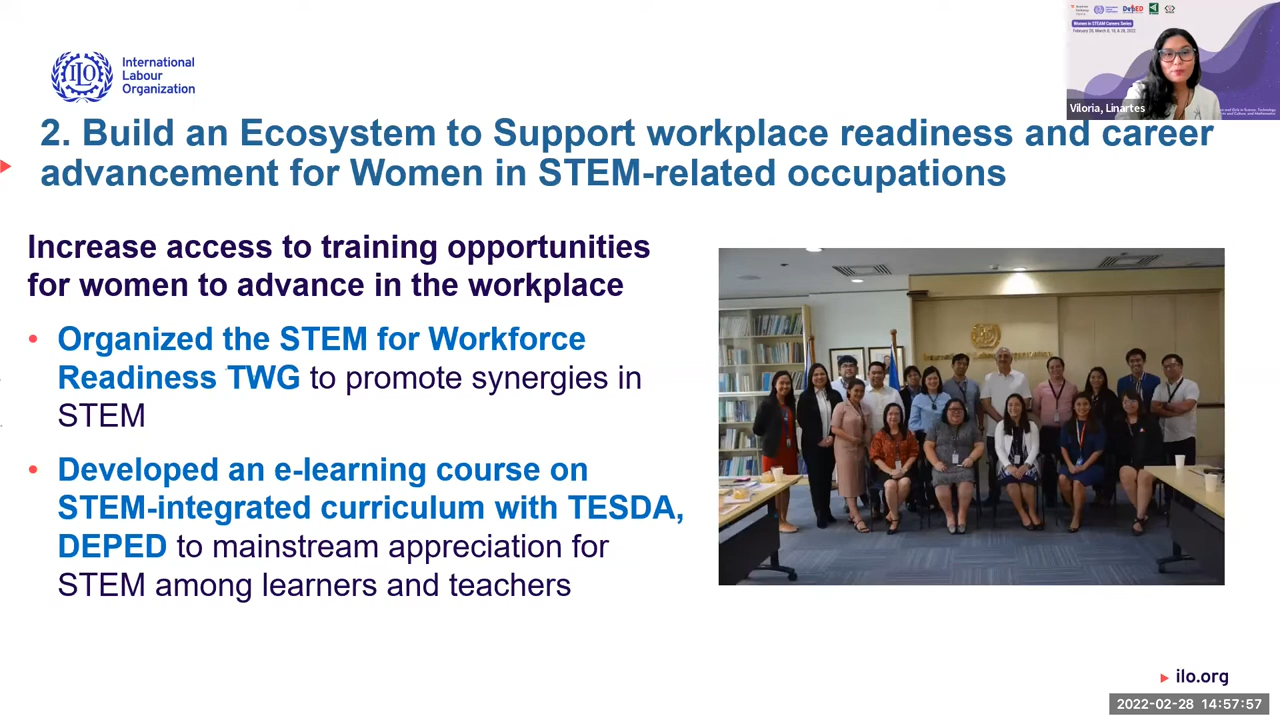 International
Labour
Organization
Women in STEAM Careers Series
Viloria, Linartes
2. Build an Ecosystem to Support workplace readiness and career
advancement for Women in STEM-related occupations
Increase access to training opportunities
for women to advance in the workplace
• Organized the STEM for Workforce
Readiness TWG to promote synergies in
STEM
• Developed an e-learning course on
STEM-integrated curriculum with TESDA,
DEPED to mainstream appreciation for
STEM among learners and teachers
International Labour Organization
ilo.org
2022-02-28 14:57:57